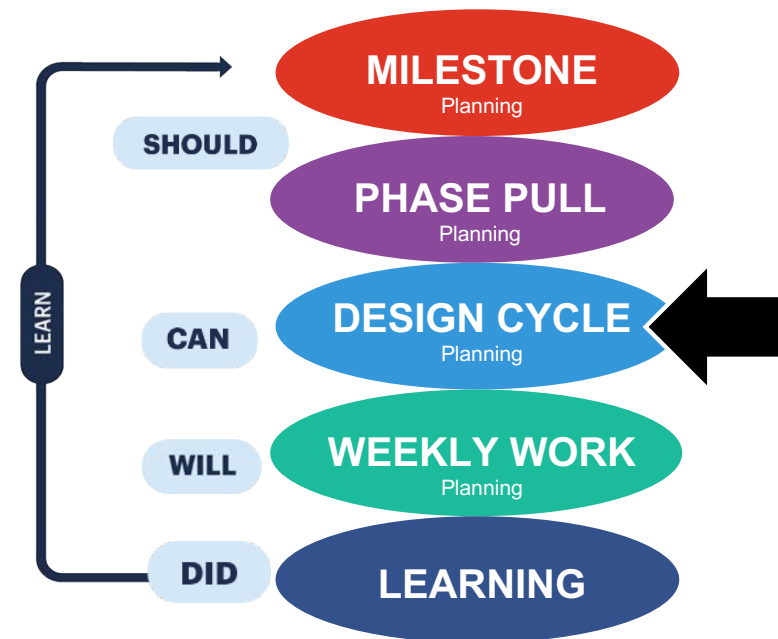 MILESTONE
Planning
SHOULD
PHASE PULL
Planning
LEARN
CAN
DESIGN CYCLE
Planning
WILL
WEEKLY WORK
Planning
DID
LEARNING